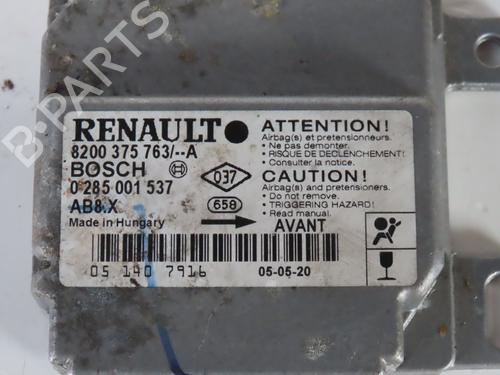 RENAULT
8200 375 763/--A
BOSCH
0 285 001 537
AB8.X
Made in Hungary
037
658
ATTENTION!
Airbag(s) et pretensionneurs.
• Ne pas demonter.
• RISQUE DE DECLENCHEMENT!
• Consulter la notice.
CAUTION!
Airbag(s) and pretensioners.
• Do not remove.
• TRIGGERING HAZARD!
• Read manual.
AVANT
05 140 7916
05-05-20
B-PARTS